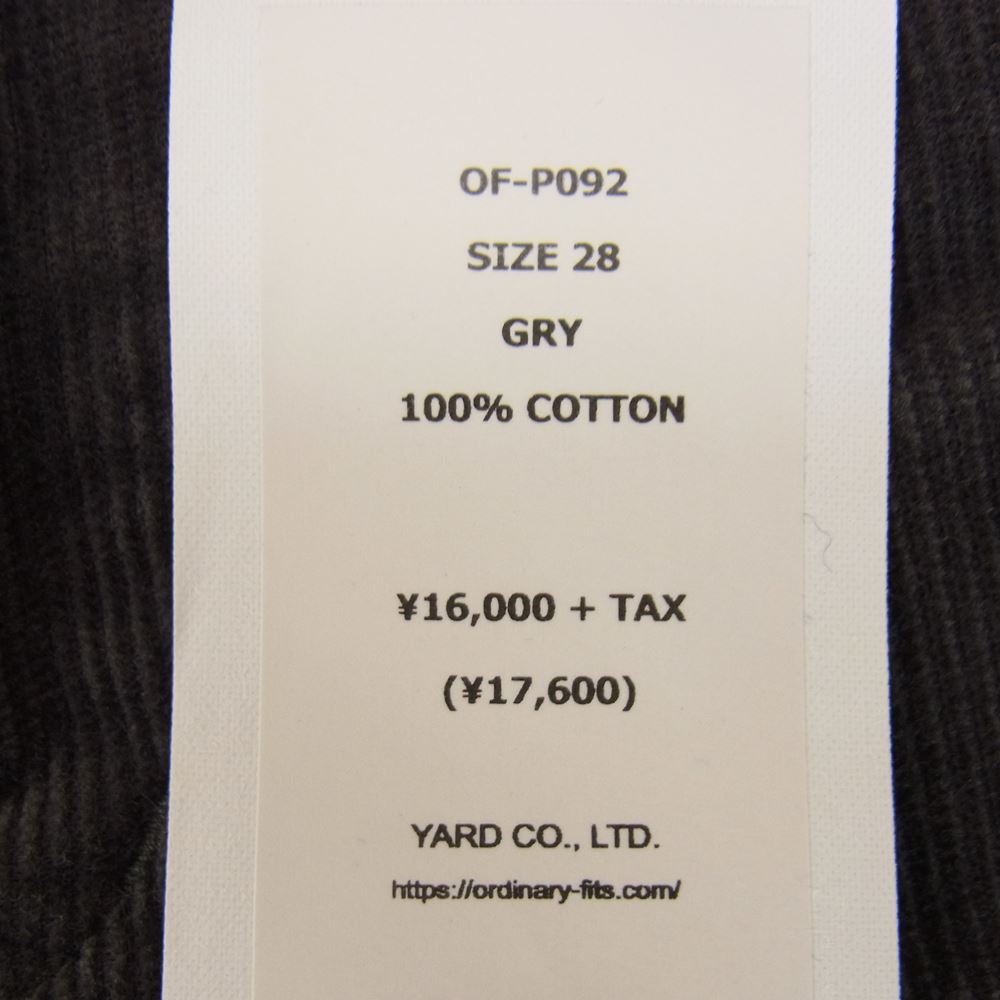 OF-P092
SIZE 28
GRY
100% COTTON
¥16,000 + TAX
(¥17,600)
YARD CO., LTD.
https://ordinary-fits.com/